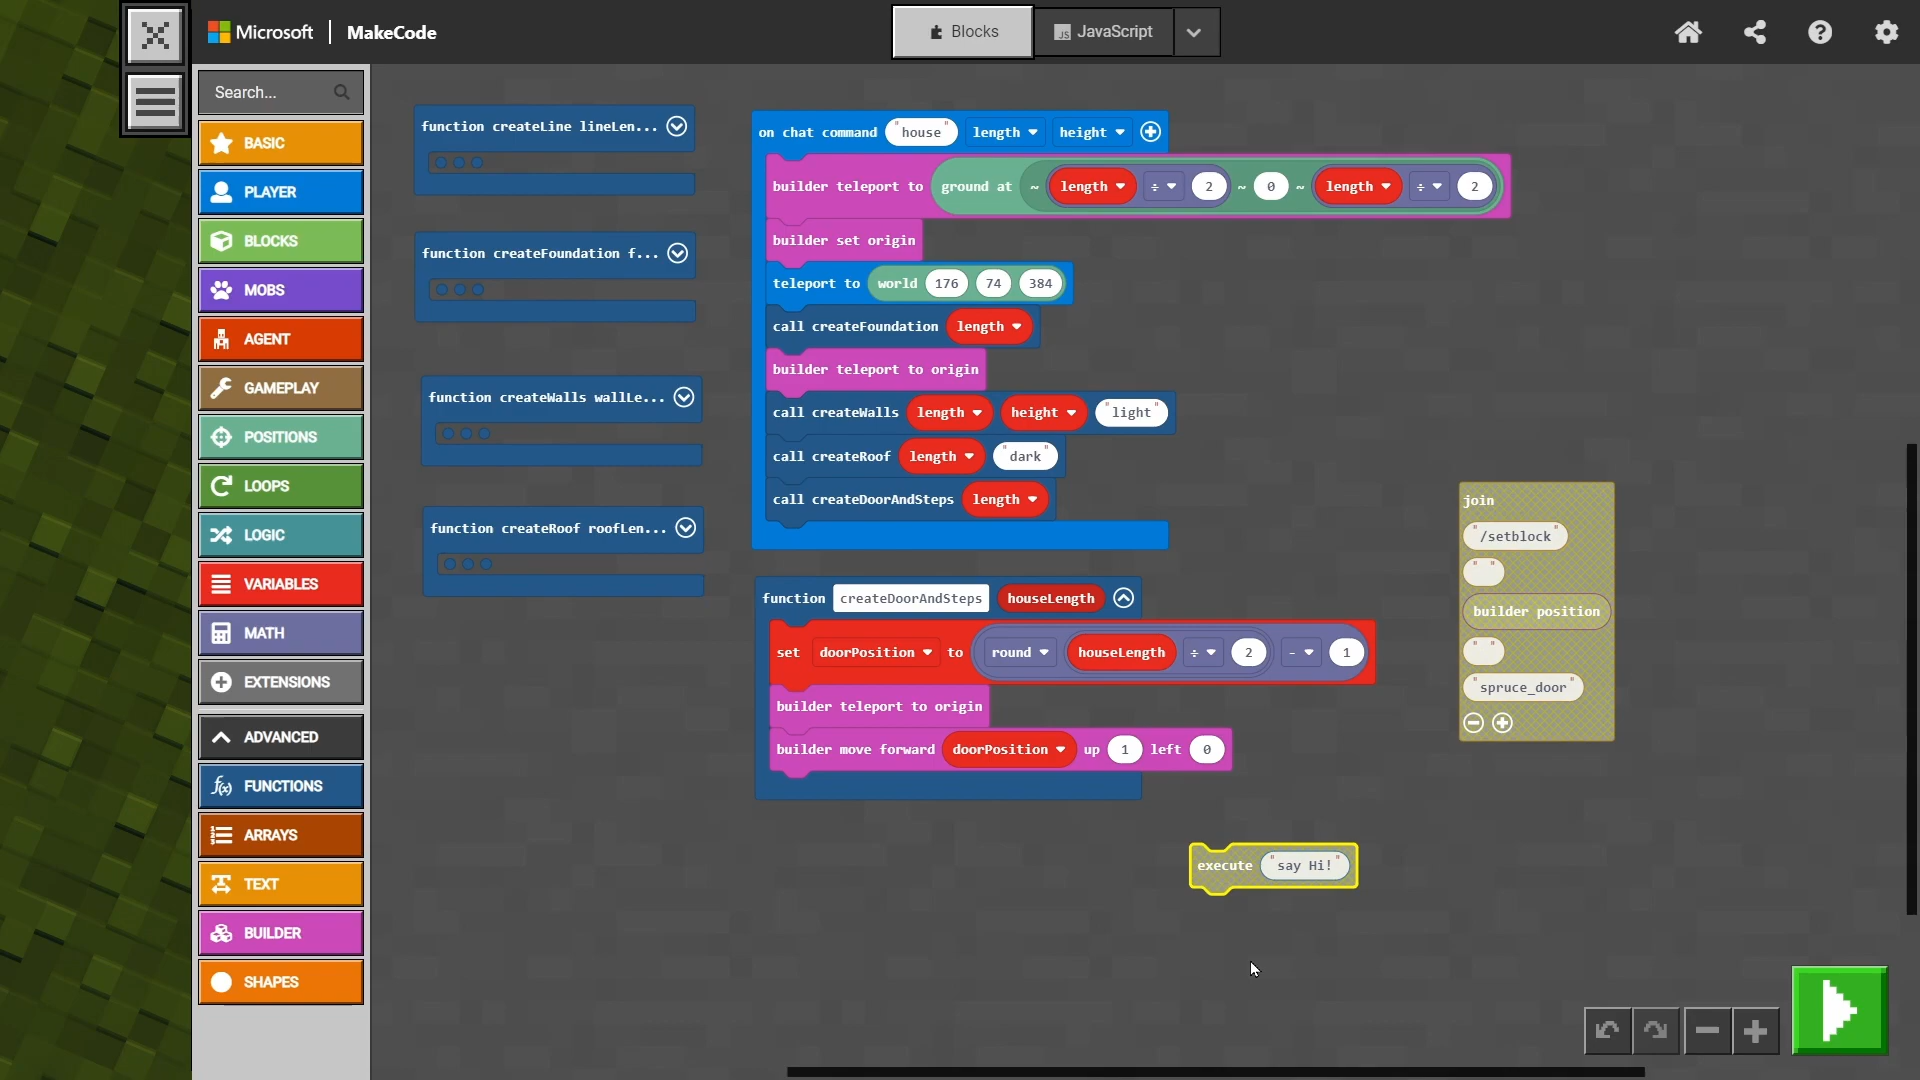 Microsoft | MakeCode
Blocks
JavaScript
Search...
BASIC
PLAYER
BLOCKS
MOBS
AGENT
GAMEPLAY
POSITIONS
LOOPS
LOGIC
VARIABLES
MATH
EXTENSIONS
ADVANCED
FUNCTIONS
ARRAYS
TEXT
BUILDER
SHAPES
function createLine lineLen...
function createFoundation f...
function createWalls wallLe...
function createRoof roofLen...
on chat command "house" length height
builder teleport to ground at ~ length ÷ 2 ~ 0 ~ length ÷ 2
builder set origin
teleport to world 176 74 384
call createFoundation length
builder teleport to origin
call createWalls length height "light"
call createRoof length "dark"
call createDoorAndSteps length
function createDoorAndSteps houseLength
set doorPosition to round houseLength ÷ 2 - 1
builder teleport to origin
builder move forward doorPosition up 1 left 0
execute "say Hi!"
join
"/setblock"
" "
builder position
" "
"spruce_door"